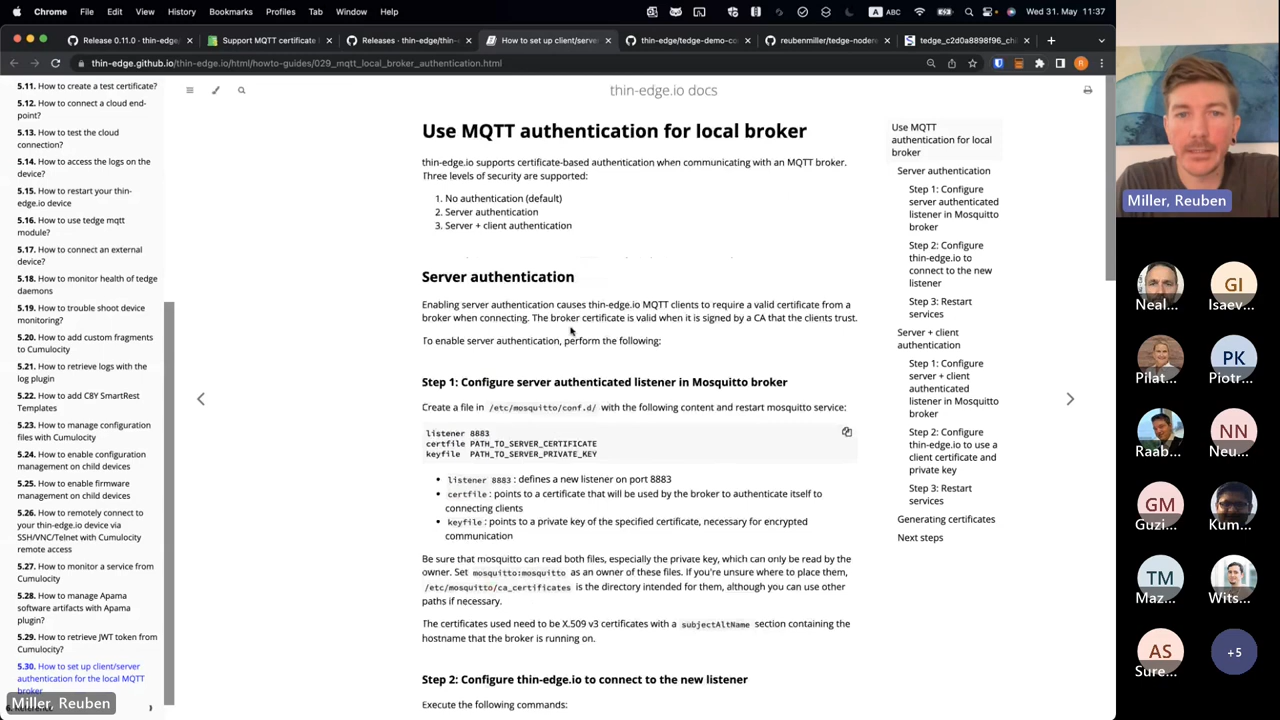 Chrome File Edit View History Bookmarks Profiles Tab Window Help
A ABC
Wed 31. May 11:37
Release 0.11.0 · thin-edge
Support MQTT certificate
Releases · thin-edge/thin-e
How to set up client/server
thin-edge/tedge-demo-co
reubenmiller/tedge-nodere
tedge_c2d0a8898f96_chi
thin-edge.github.io/thin-edge.io/html/howto-guides/029_mqtt_local_broker_authentication.html
5.11. How to create a test certificate?
5.12. How to connect a cloud end-
point?
5.13. How to test the cloud
connection?
5.14. How to access the logs on the
device?
5.15. How to restart your thin-
edge.io device
5.16. How to use tedge mqtt
module?
5.17. How to connect an external
device?
5.18. How to monitor health of tedge
daemons
5.19. How to trouble shoot device
monitoring?
5.20. How to add custom fragments
to Cumulocity
5.21. How to retrieve logs with the
log plugin
5.22. How to add C8Y SmartRest
Templates
5.23. How to manage configuration
files with Cumulocity
5.24. How to enable configuration
management on child devices
5.25. How to enable firmware
management on child devices
5.26. How to remotely connect to
your thin-edge.io device via
SSH/VNC/Telnet with Cumulocity
remote access
5.27. How to monitor a service from
Cumulocity
5.28. How to manage Apama
software artifacts with Apama
plugin?
5.29. How to retrieve JWT token from
Cumulocity?
5.30. How to set up client/server
authentication for the local MQTT
broker
Miller, Reuben
thin-edge.io docs
Use MQTT authentication for local broker
thin-edge.io supports certificate-based authentication when communicating with an MQTT broker.
Three levels of security are supported:
1. No authentication (default)
2. Server authentication
3. Server + client authentication
Server authentication
Enabling server authentication causes thin-edge.io MQTT clients to require a valid certificate from a
broker when connecting. The broker certificate is valid when it is signed by a CA that the clients trust.
To enable server authentication, perform the following:
Step 1: Configure server authenticated listener in Mosquitto broker
Create a file in /etc/mosquitto/conf.d/ with the following content and restart mosquitto service:
listener 8883
certfile PATH_TO_SERVER_CERTIFICATE
keyfile PATH_TO_SERVER_PRIVATE_KEY
• listener 8883 : defines a new listener on port 8883
• certfile : points to a certificate that will be used by the broker to authenticate itself to
connecting clients
• keyfile : points to a private key of the specified certificate, necessary for encrypted
communication
Be sure that mosquitto can read both files, especially the private key, which can only be read by the
owner. Set mosquitto:mosquitto as an owner of these files. If you're unsure where to place them,
/etc/mosquitto/ca_certificates is the directory intended for them, although you can use other
paths if necessary.
The certificates used need to be X.509 v3 certificates with a subjectAltName section containing the
hostname that the broker is running on.
Step 2: Configure thin-edge.io to connect to the new listener
Execute the following commands:
Use MQTT
authentication for local
broker
Server authentication
Step 1: Configure
server authenticated
listener in Mosquitto
broker
Step 2: Configure
thin-edge.io to
connect to the new
listener
Step 3: Restart
services
Server + client
authentication
Step 1: Configure
server + client
authenticated
listener in Mosquitto
broker
Step 2: Configure
thin-edge.io to use a
client certificate and
private key
Step 3: Restart
services
Generating certificates
Next steps
Miller, Reuben
Neal...
GI
Isaev...
Pilat...
PK
Piotr...
Raab...
NN
Neu...
GM
Guzi...
Kum...
TM
Maz...
Wits...
AS
Sure...
+5